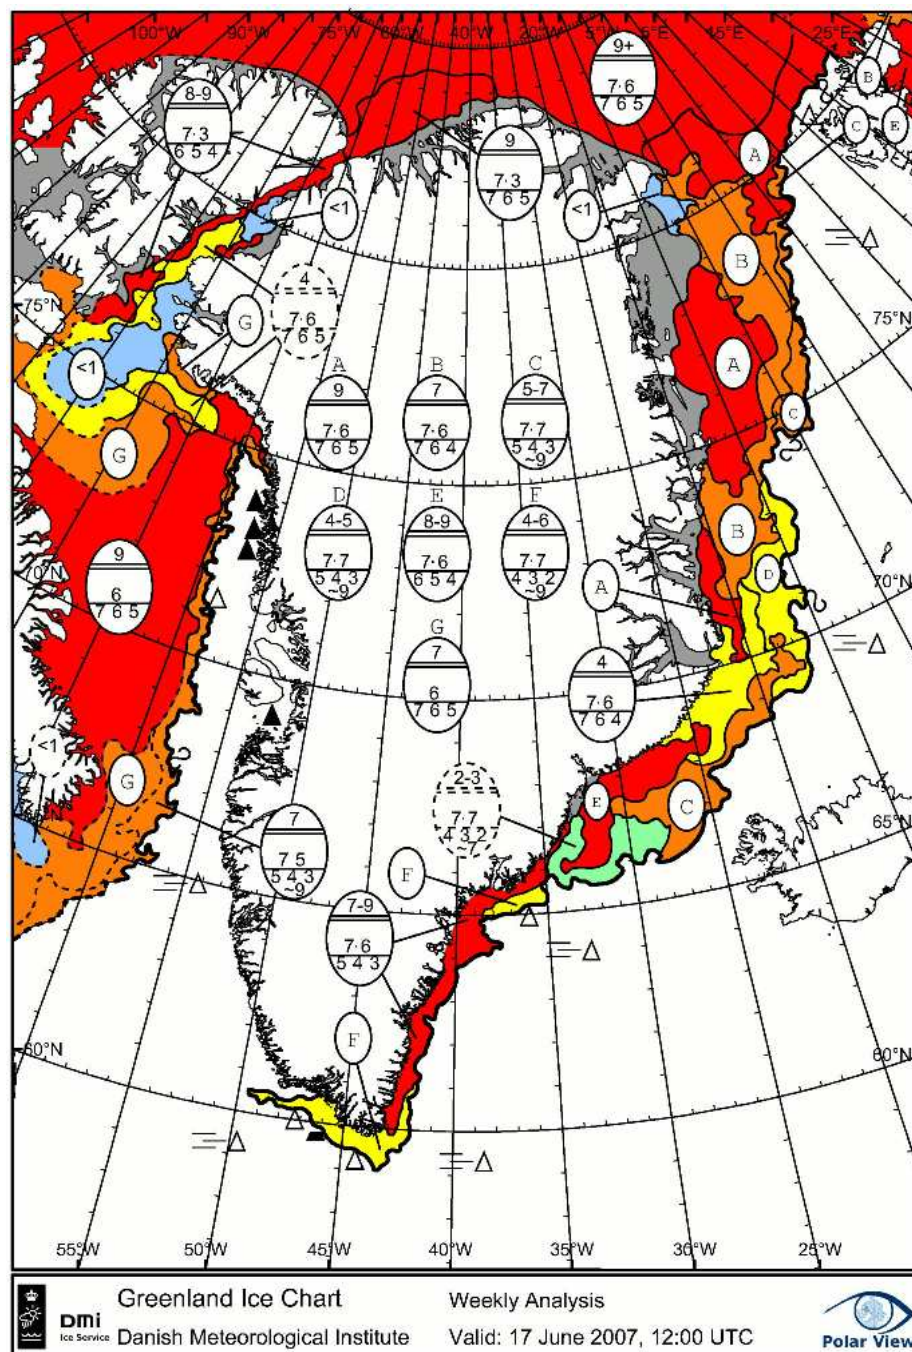 100°W 90°W 75°W 60°W 40°W 20°W 5°W 5°E 15°E 25°E
9+
7·6
7 6 5
8-9
7·3
6 5 4
9
7·3
7 6 5
B
C
E
A
<1
<1
B
4
7·6
6 5
G
75°N
75°N
<1
A
A
9
7·6
7 6 5
B
7
7·6
7 6 4
C
5-7
7·7
5 4 3
~9
C
G
D
4-5
7·7
5 4 3
~9
E
8-9
7·6
6 5 4
F
4-6
7·7
4 3 2
~9
B
9
6
7 6 5
70°N
70°N
D
A
G
7
6
7 6 5
4
7·6
7 6 4
<1
G
2-3
7·7
4 3 2
~7
E
C
65°N
7
7 5
5 4 3
~9
F
7-9
7·6
5 4 3
F
60°N
60°N
55°W 50°W 45°W 40°W 35°W 30°W 25°W
DMi
Ice Service
Greenland Ice Chart
Danish Meteorological Institute
Weekly Analysis
Valid: 17 June 2007, 12:00 UTC
Polar View